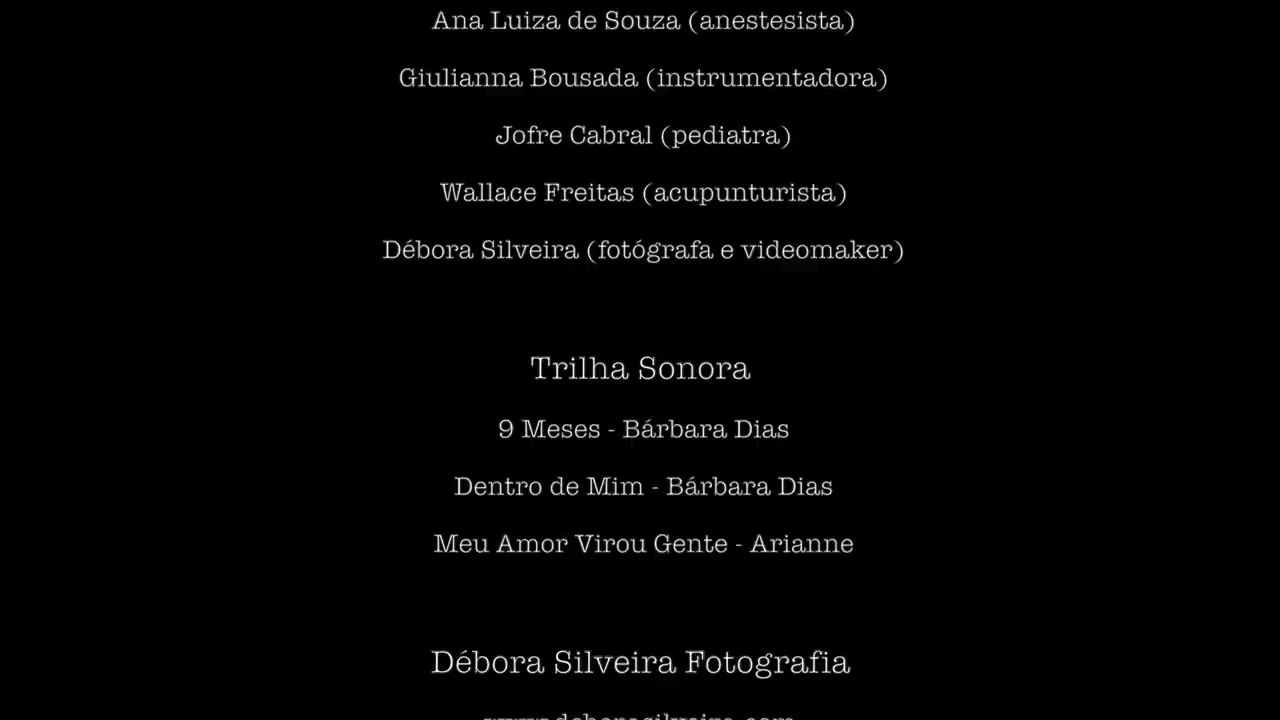 Ana Luiza de Souza (anestesista)
Giulianna Bousada (instrumentadora)
Jofre Cabral (pediatra)
Wallace Freitas (acupunturista)
Débora Silveira (fotógrafa e videomaker)
Trilha Sonora
9 Meses - Bárbara Dias
Dentro de Mim - Bárbara Dias
Meu Amor Virou Gente - Arianne
Débora Silveira Fotografia